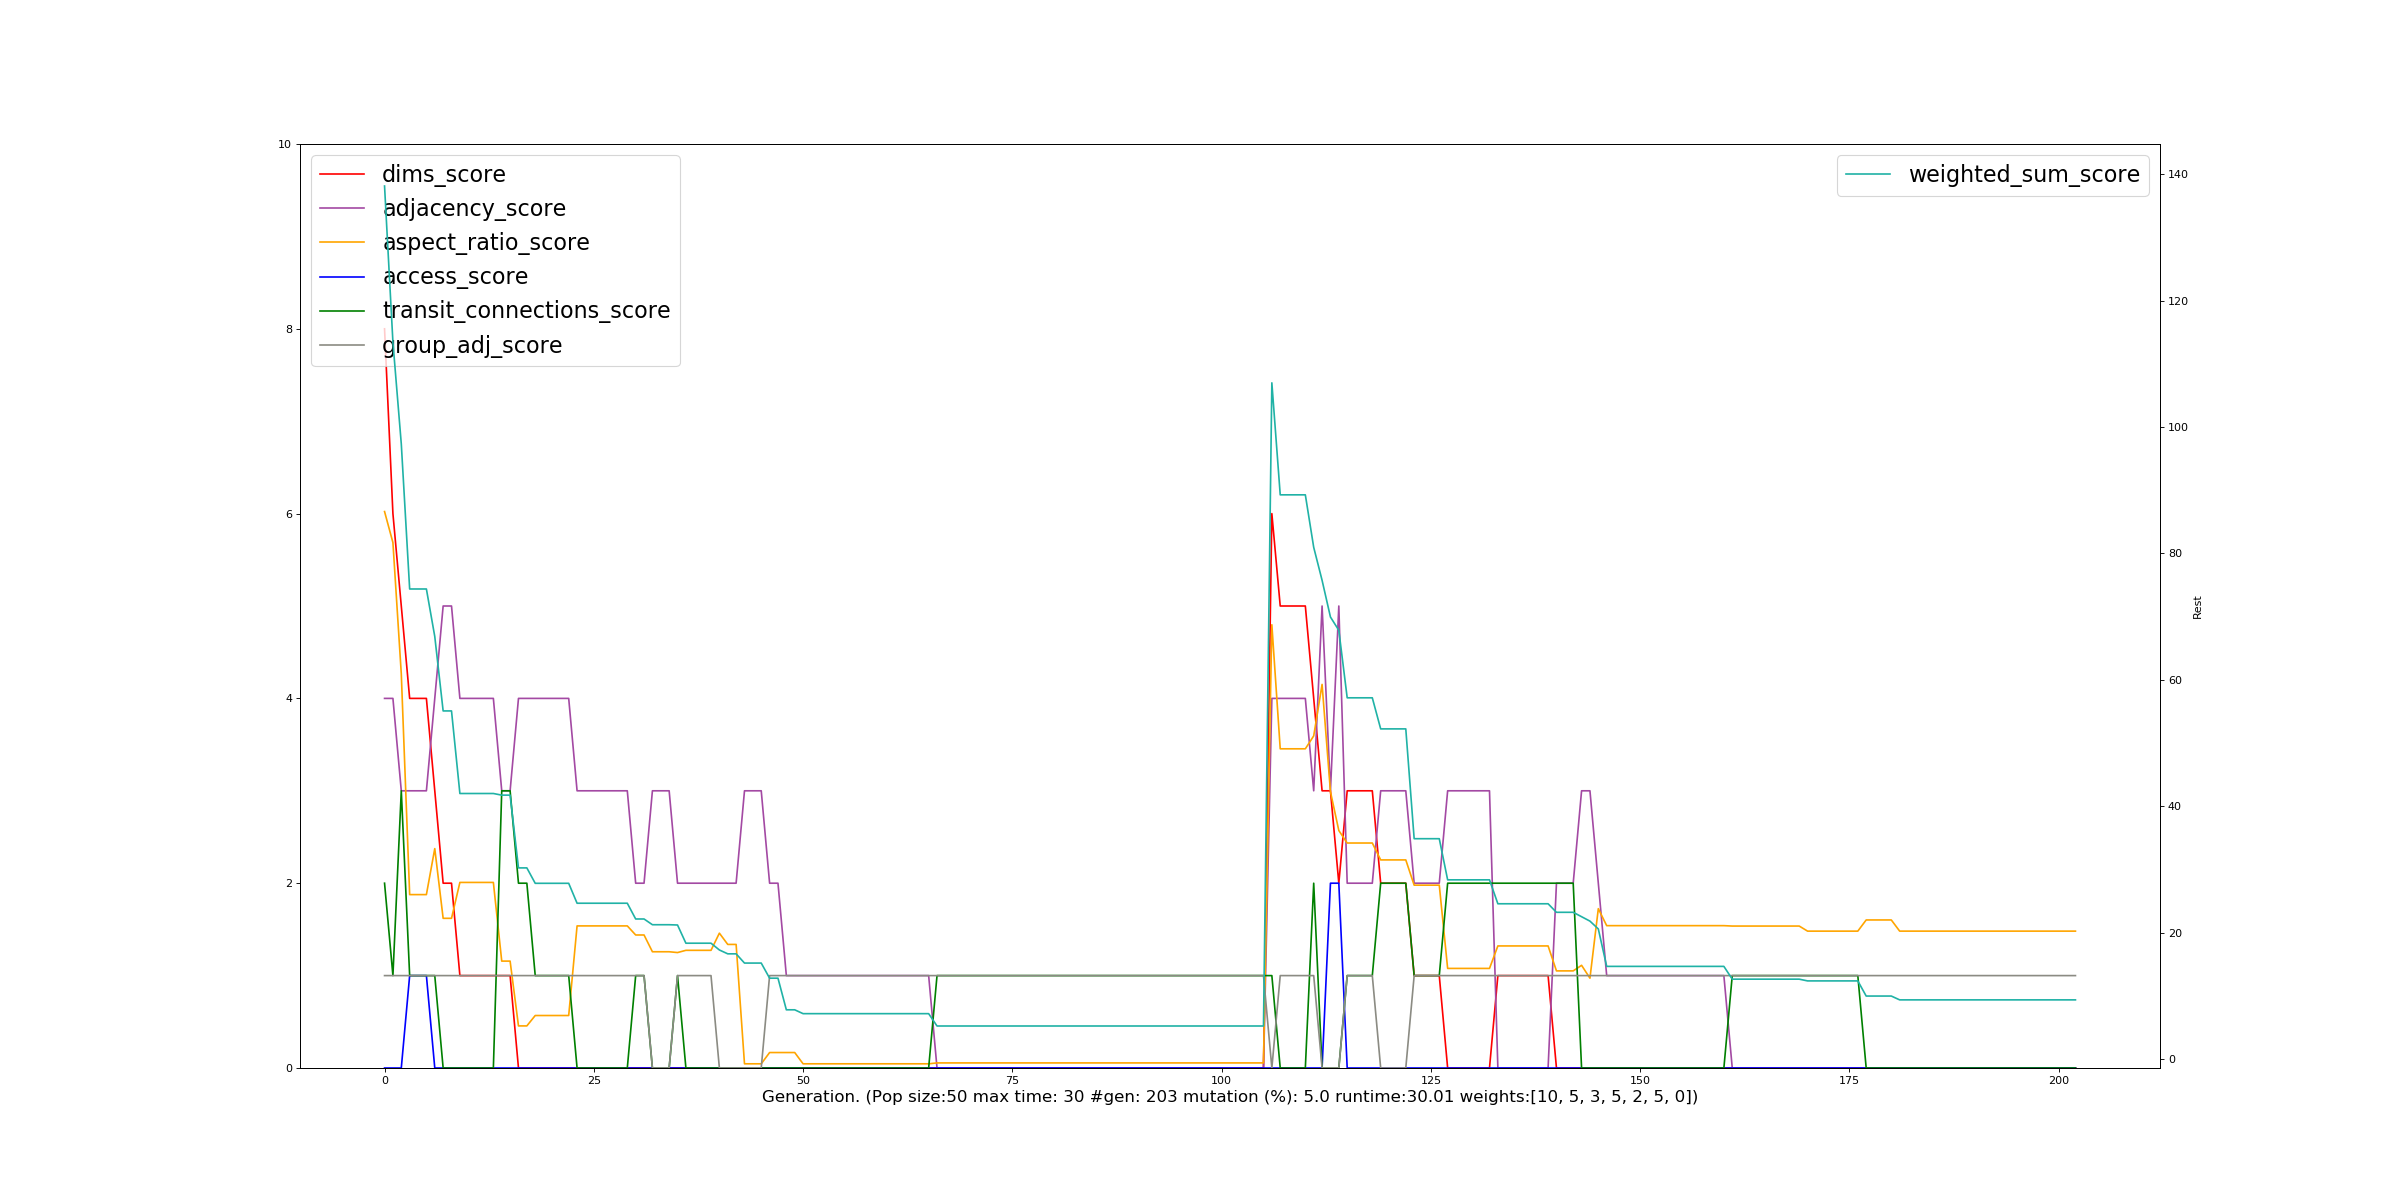 dims_score
adjacency_score
aspect_ratio_score
access_score
transit_connections_score
group_adj_score
weighted_sum_score
10
8
6
4
2
0
140
120
100
80
60
40
20
0
Rest
0 25 50 75 100 125 150 175 200
Generation. (Pop size:50 max time: 30 #gen: 203 mutation (%): 5.0 runtime:30.01 weights:[10, 5, 3, 5, 2, 5, 0])